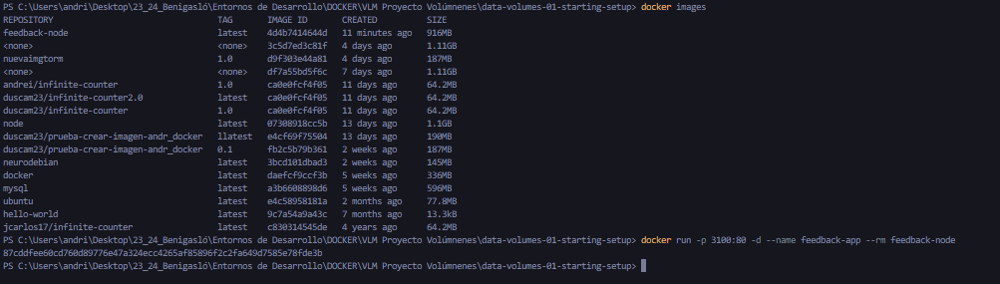 PS C:\Users\andri\Desktop\23_24_Benigasló\Entornos de Desarrollo\DOCKER\VLM Proyecto Volúmnenes\data-volumes-01-starting-setup> docker images
REPOSITORY TAG IMAGE ID CREATED SIZE
feedback-node latest 4d4b7414644d 11 minutes ago 916MB
<none> <none> 3c5d7ed3c81f 4 days ago 1.11GB
nuevaimgtorm 1.0 d9f303e44a81 4 days ago 187MB
<none> <none> df7a55bd5f6c 7 days ago 1.11GB
andrei/infinite-counter 1.0 ca0e0fcf4f05 11 days ago 64.2MB
duscam23/infinite-counter2.0 latest ca0e0fcf4f05 11 days ago 64.2MB
duscam23/infinite-counter 1.0 ca0e0fcf4f05 11 days ago 64.2MB
node latest 07308918cc5b 13 days ago 1.1GB
duscam23/prueba-crear-imagen-andr_docker llatest e4cf69f75504 13 days ago 190MB
duscam23/prueba-crear-imagen-andr_docker 0.1 fb2c5b79b361 2 weeks ago 187MB
neurodebian latest 3bcd101dbad3 2 weeks ago 145MB
docker latest daefcf9ccf3b 5 weeks ago 336MB
mysql latest a3b6608898d6 5 weeks ago 596MB
ubuntu latest e4c58958181a 2 months ago 77.8MB
hello-world latest 9c7a54a9a43c 7 months ago 13.3kB
jcarlos17/infinite-counter latest c830314545de 4 years ago 64.2MB
PS C:\Users\andri\Desktop\23_24_Benigasló\Entornos de Desarrollo\DOCKER\VLM Proyecto Volúmnenes\data-volumes-01-starting-setup> docker run -p 3100:80 -d --name feedback-app --rm feedback-node
87cddfee60cd760d89776e47a324ecc4265af85896f2c2fa649d7585e78fde3b
PS C:\Users\andri\Desktop\23_24_Benigasló\Entornos de Desarrollo\DOCKER\VLM Proyecto Volúmnenes\data-volumes-01-starting-setup>